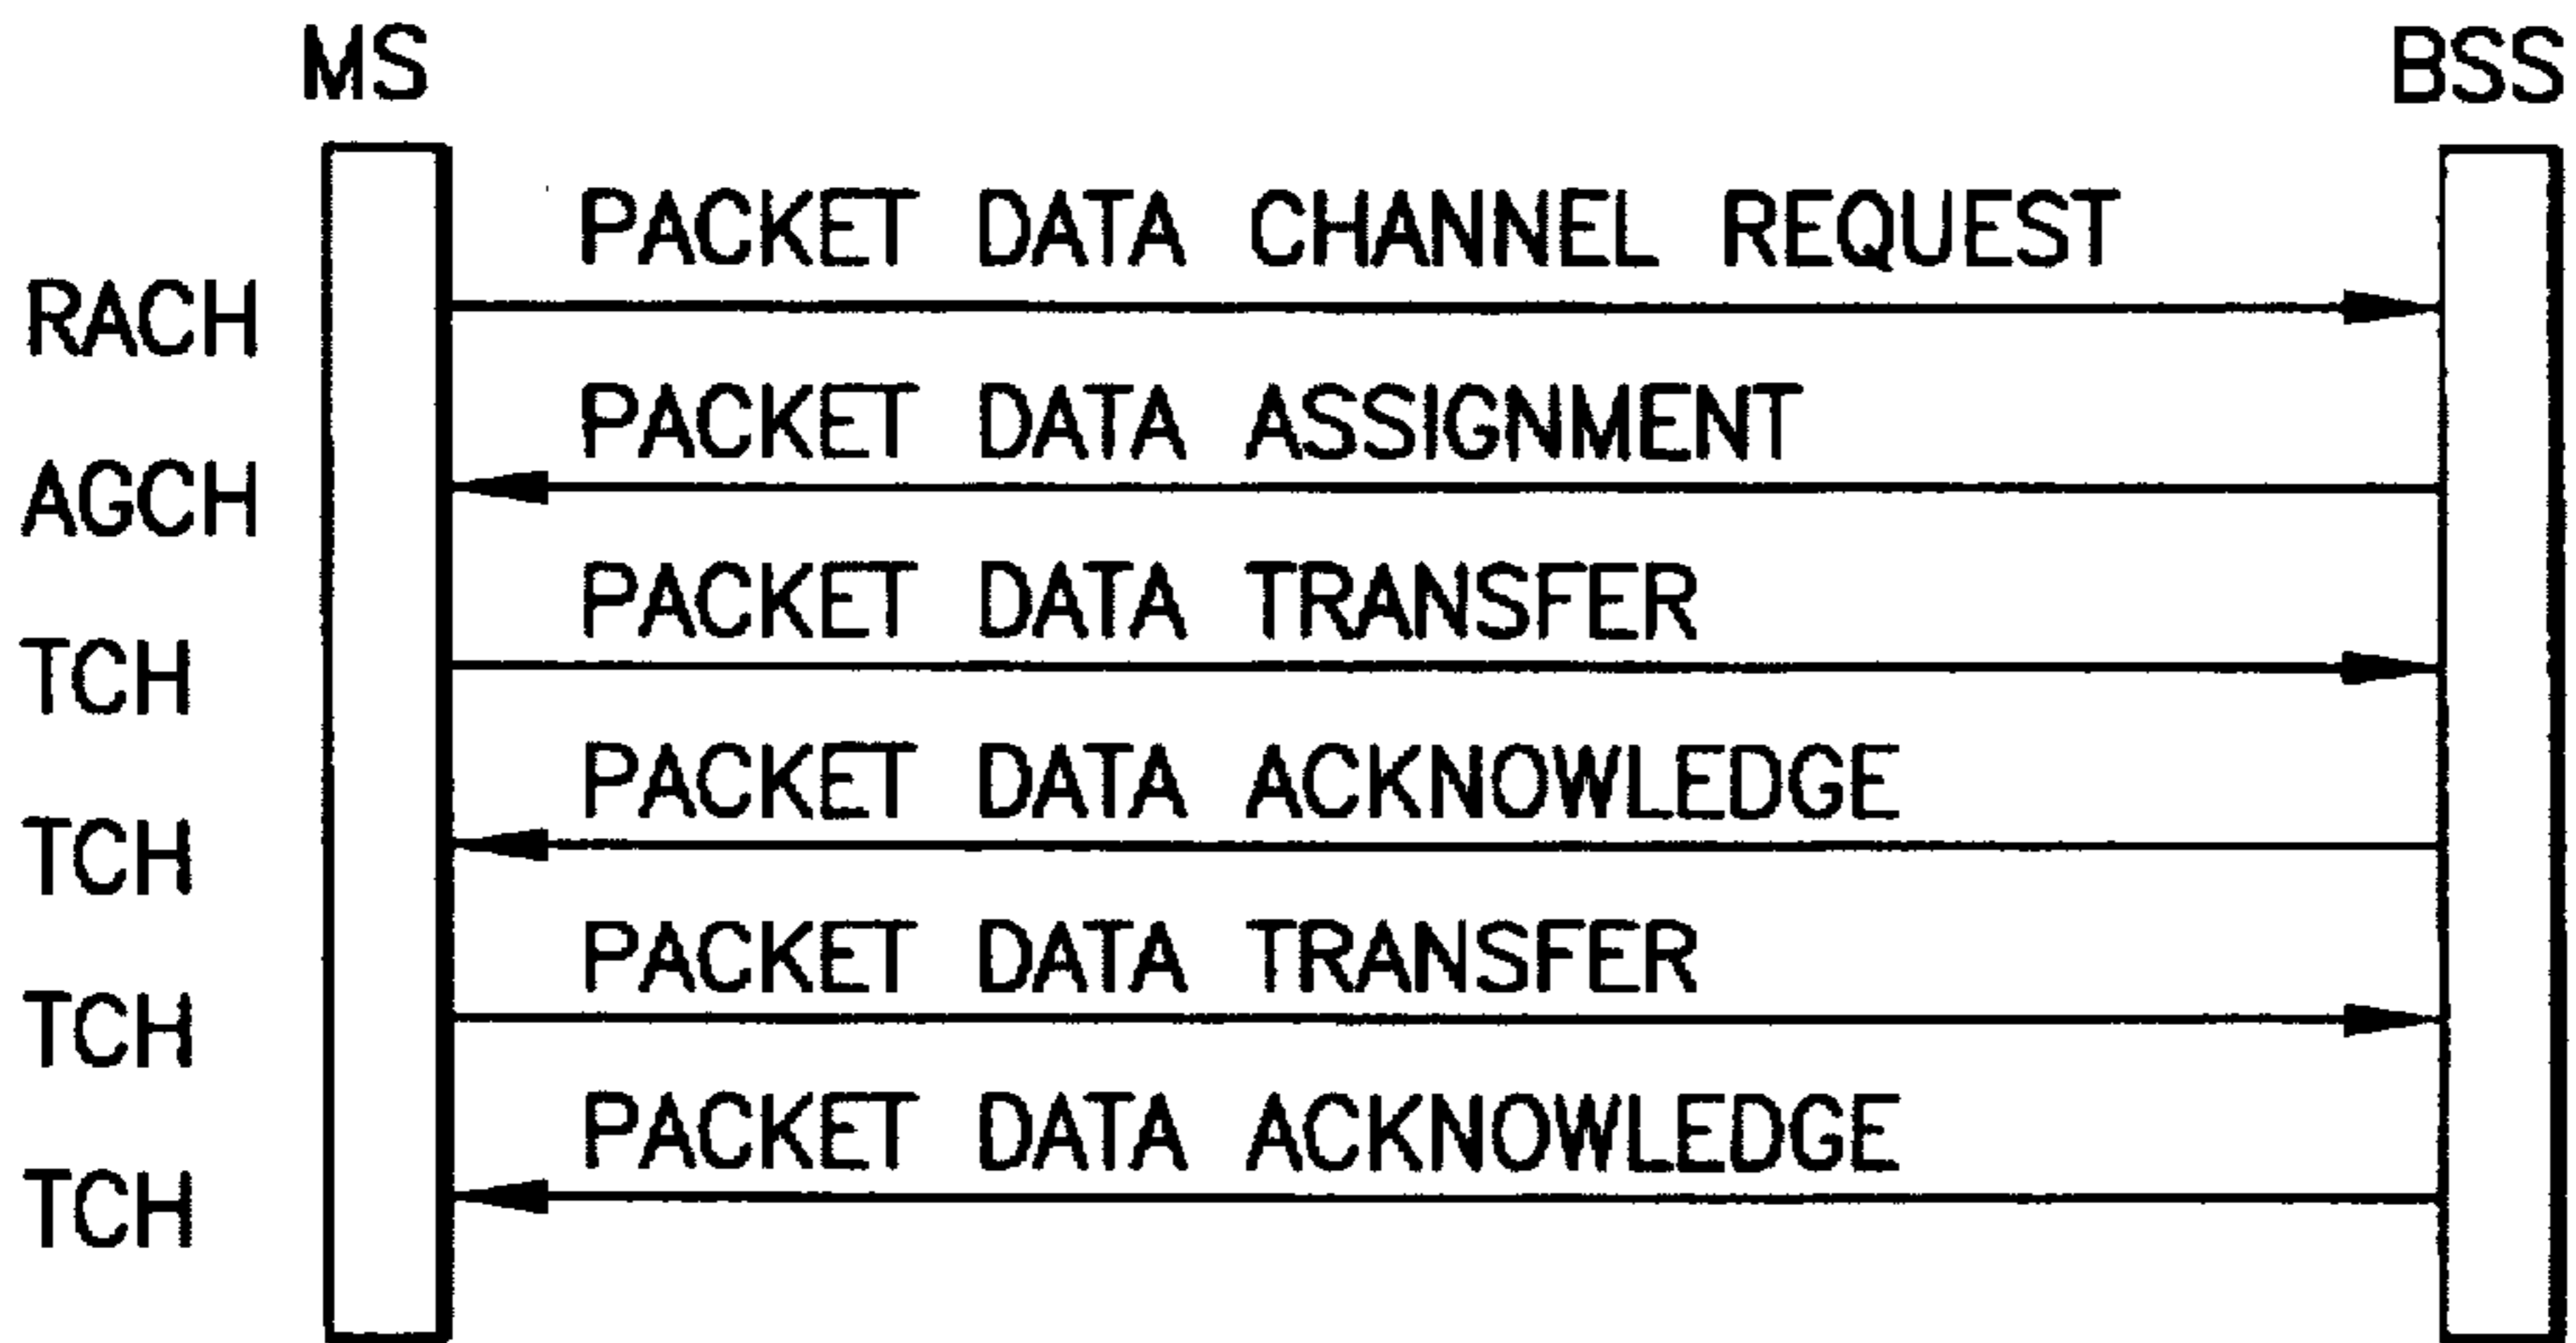 MS BSS
PACKET DATA CHANNEL REQUEST
RACH
PACKET DATA ASSIGNMENT
AGCH
PACKET DATA TRANSFER
TCH
PACKET DATA ACKNOWLEDGE
TCH
PACKET DATA TRANSFER
TCH
PACKET DATA ACKNOWLEDGE
TCH